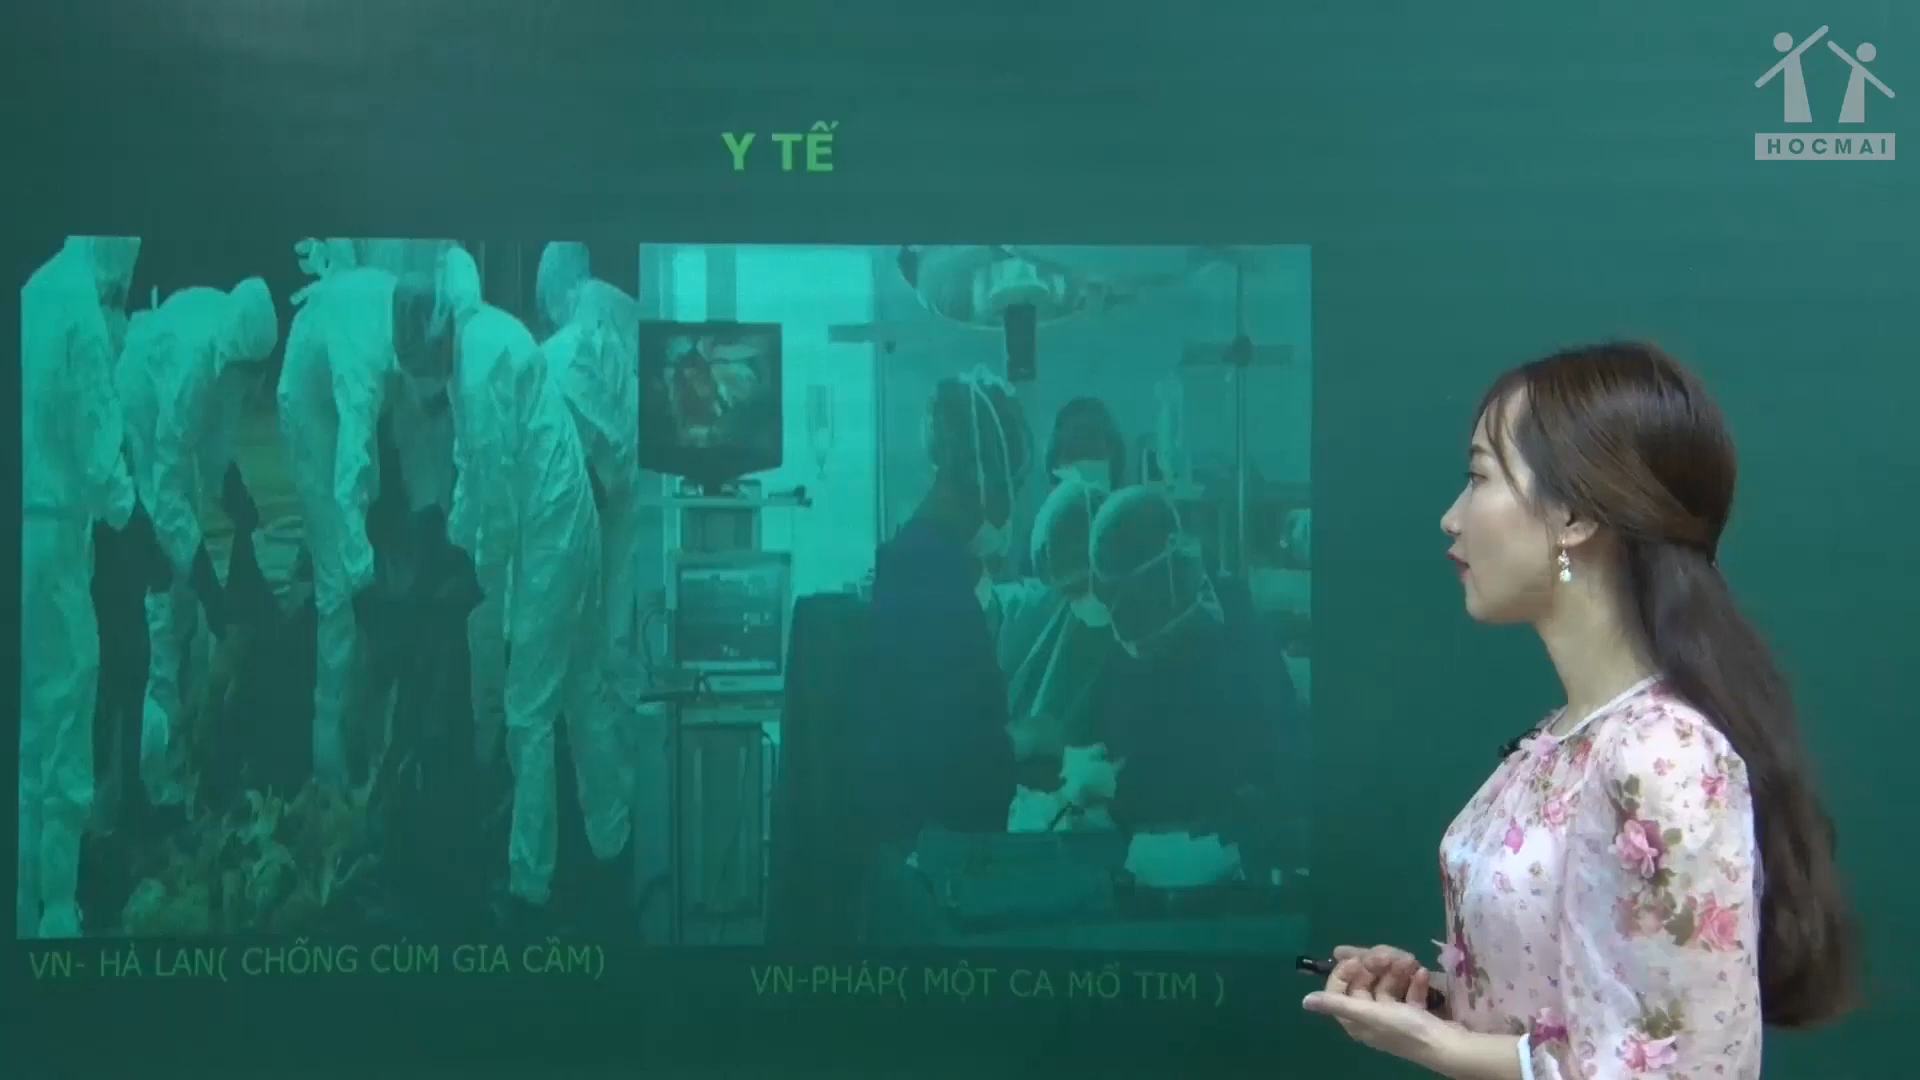 HOCMAI
Y TẾ
VN- HÀ LAN( CHỐNG CÚM GIA CẦM)
VN-PHÁP( MỘT CA MỔ TIM )